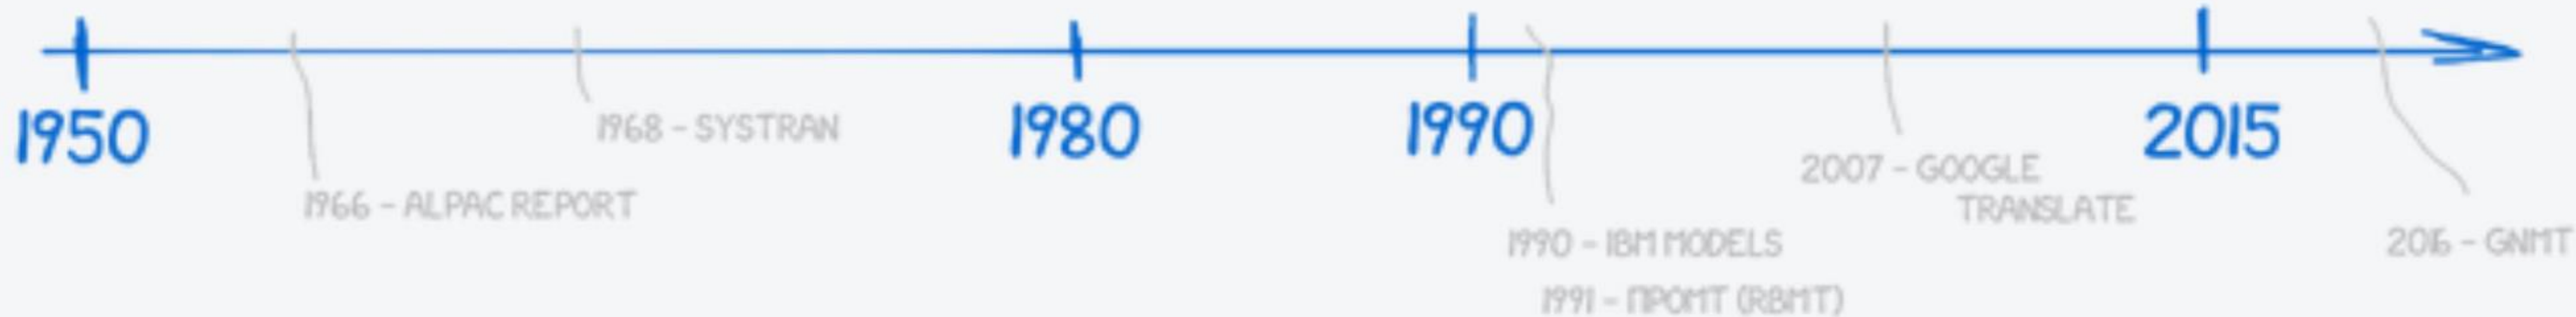 1950
1980
1990
2015
1968 - SYSTRAN
1966 - ALPAC REPORT
2007 - GOOGLE
TRANSLATE
1990 - IBM MODELS
2016 - GNMT
1991 - ПРОМТ (RBMT)